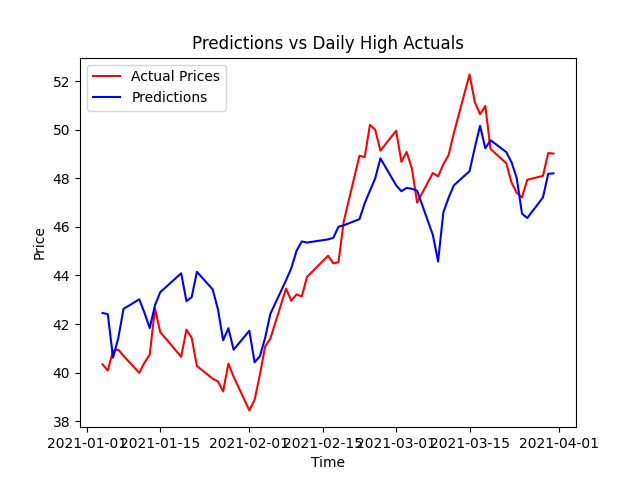 Predictions vs Daily High Actuals
Actual Prices
Predictions
52
50
48
46
44
42
40
38
Price
2021-01-01 2021-01-15 2021-02-01 2021-02-15 2021-03-01 2021-03-15 2021-04-01
Time